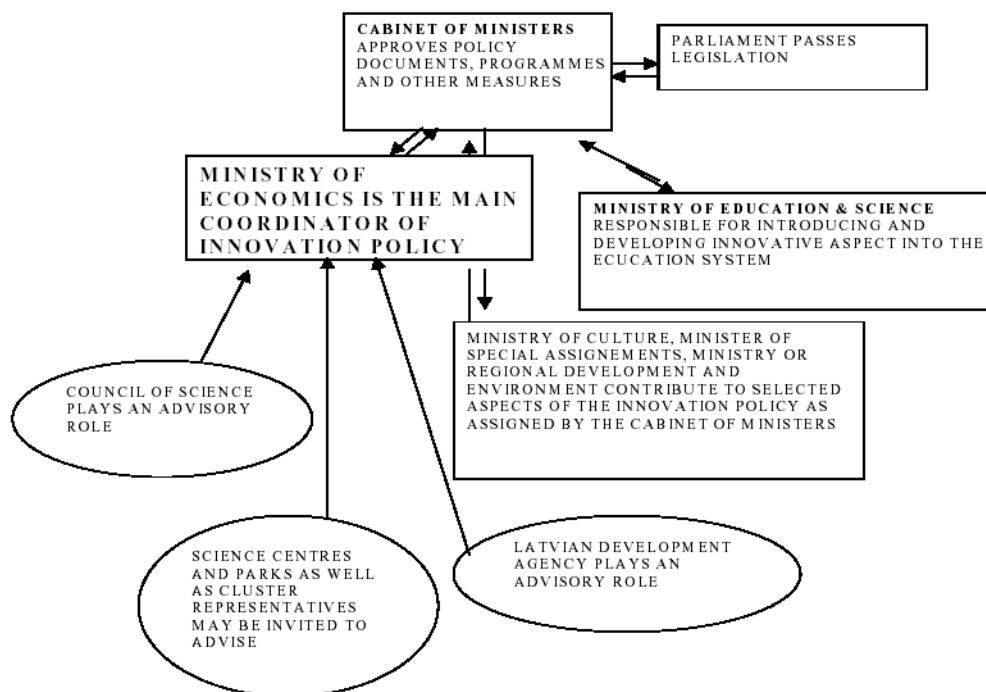 CABINET OF MINISTERS
APPROVES POLICY
DOCUMENTS, PROGRAMMES
AND OTHER MEASURES
PARLIAMENT PASSES
LEGISLATION
MINISTRY OF
ECONOMICS IS THE MAIN
COORDINATOR OF
INNOVATION POLICY
MINISTRY OF EDUCATION & SCIENCE
RESPONSIBLE FOR INTRODUCING AND
DEVELOPING INNOVATIVE ASPECT INTO THE
ECUCATION SYSTEM
MINISTRY OF CULTURE, MINISTER OF
SPECIAL ASSIGNEMENTS, MINISTRY OR
REGIONAL DEVELOPMENT AND
ENVIRONMENT CONTRIBUTE TO SELECTED
ASPECTS OF THE INNOVATION POLICY AS
ASSIGNED BY THE CABINET OF MINISTERS
COUNCIL OF SCIENCE
PLAYS AN ADVISORY
ROLE
SCIENCE CENTRES
AND PARKS AS WELL
AS CLUSTER
REPRESENTATIVES
MAY BE INVITED TO
ADVISE
LATVIAN DEVELOPMENT
AGENCY PLAYS AN
ADVISORY ROLE